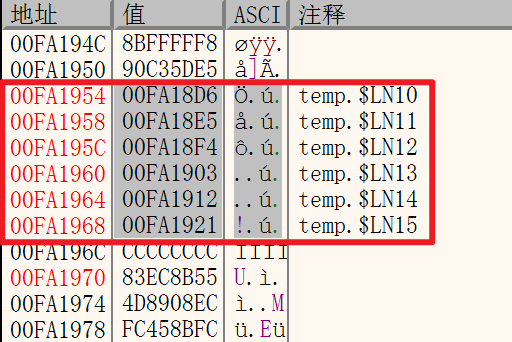 地址 值 ASCI 注释
00FA194C 8BFFFFF8 øÿÿ.
00FA1950 90C35DE5 å]Ã.
00FA1954 00FA18D6 Ö.ú. temp.$LN10
00FA1958 00FA18E5 å.ú. temp.$LN11
00FA195C 00FA18F4 ô.ú. temp.$LN12
00FA1960 00FA1903 ..ú. temp.$LN13
00FA1964 00FA1912 ..ú. temp.$LN14
00FA1968 00FA1921 !.ú. temp.$LN15
00FA196C CCCCCCCC ÌÌÌÌ
00FA1970 83EC8B55 U.ì.
00FA1974 4D8908EC ì..M
00FA1978 FC458BFC ü.Eü